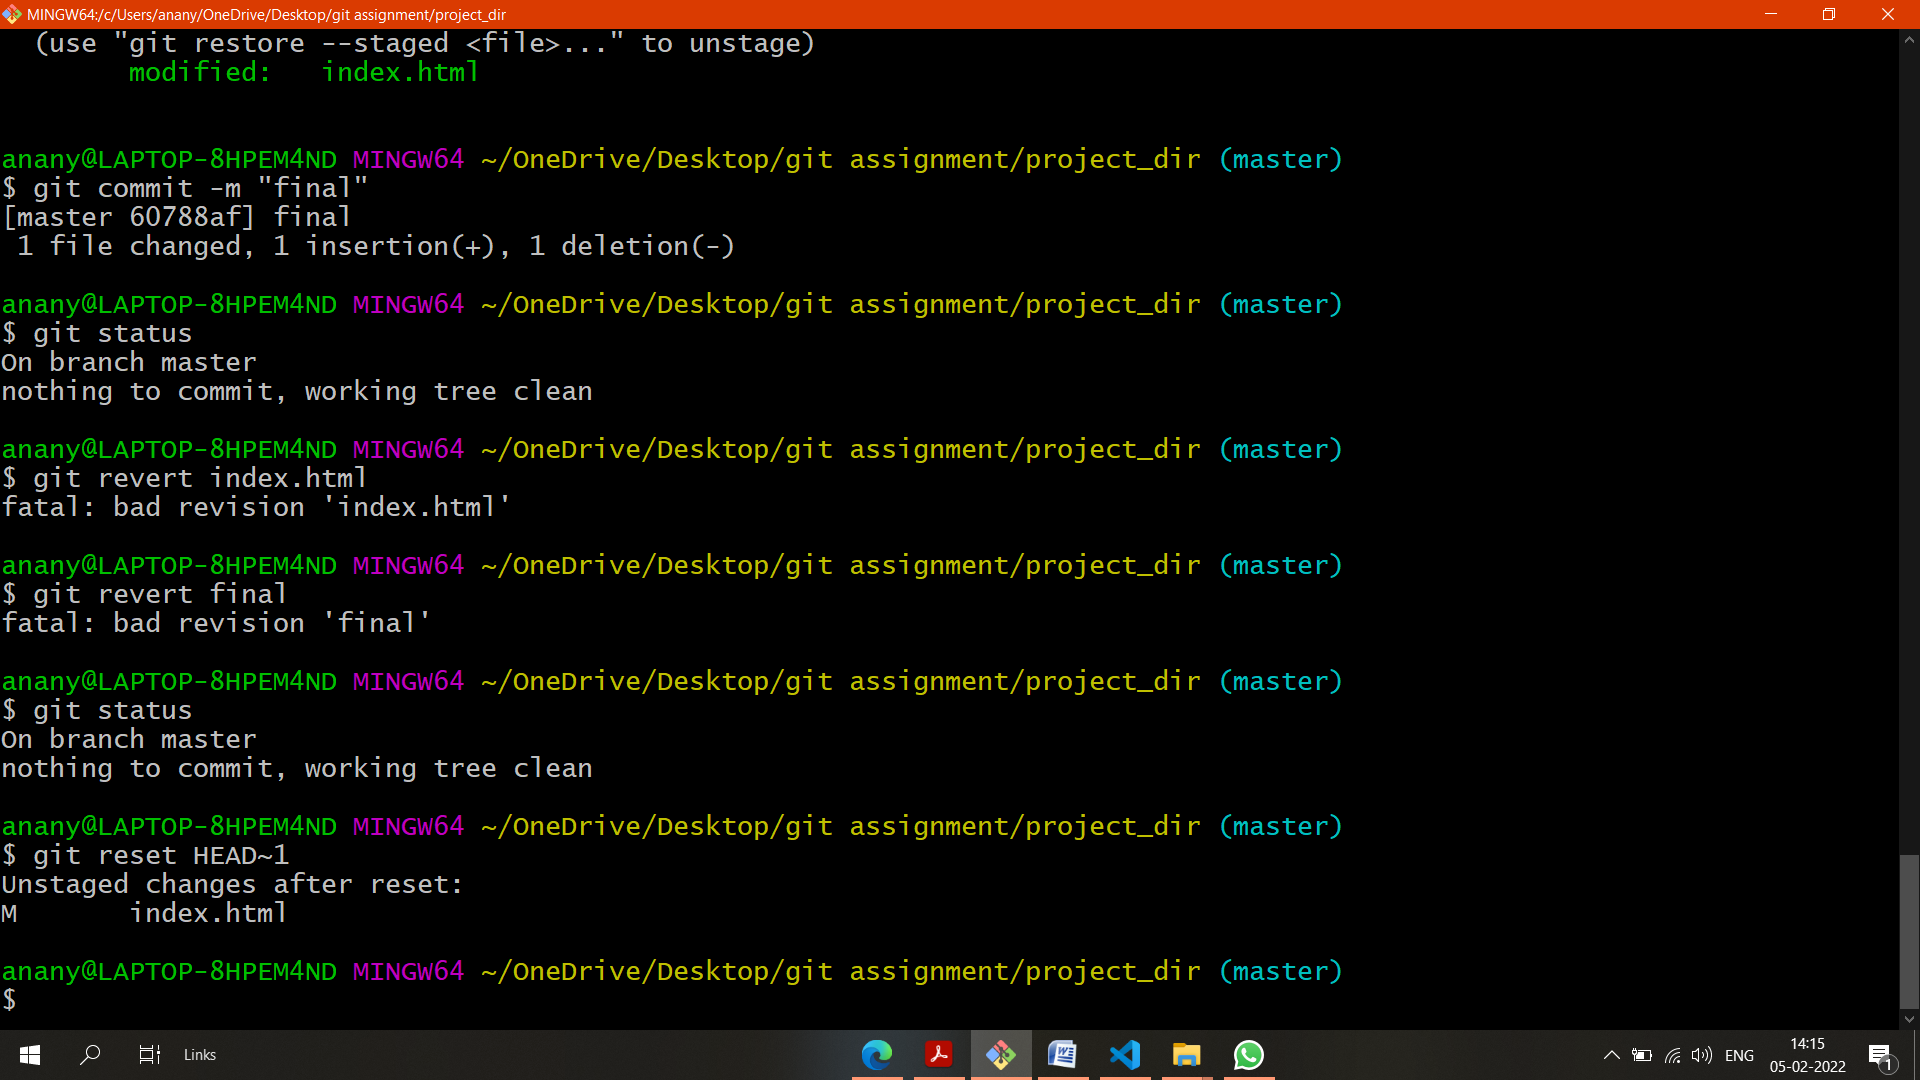 MINGW64:/c/Users/anany/OneDrive/Desktop/git assignment/project_dir
  (use "git restore --staged <file>..." to unstage)
        modified:   index.html

anany@LAPTOP-8HPEM4ND MINGW64 ~/OneDrive/Desktop/git assignment/project_dir (master)
$ git commit -m "final"
[master 60788af] final
 1 file changed, 1 insertion(+), 1 deletion(-)

anany@LAPTOP-8HPEM4ND MINGW64 ~/OneDrive/Desktop/git assignment/project_dir (master)
$ git status
On branch master
nothing to commit, working tree clean

anany@LAPTOP-8HPEM4ND MINGW64 ~/OneDrive/Desktop/git assignment/project_dir (master)
$ git revert index.html
fatal: bad revision 'index.html'

anany@LAPTOP-8HPEM4ND MINGW64 ~/OneDrive/Desktop/git assignment/project_dir (master)
$ git revert final
fatal: bad revision 'final'

anany@LAPTOP-8HPEM4ND MINGW64 ~/OneDrive/Desktop/git assignment/project_dir (master)
$ git status
On branch master
nothing to commit, working tree clean

anany@LAPTOP-8HPEM4ND MINGW64 ~/OneDrive/Desktop/git assignment/project_dir (master)
$ git reset HEAD~1
Unstaged changes after reset:
M       index.html

anany@LAPTOP-8HPEM4ND MINGW64 ~/OneDrive/Desktop/git assignment/project_dir (master)
$
Links
ENG
14:15
05-02-2022
1